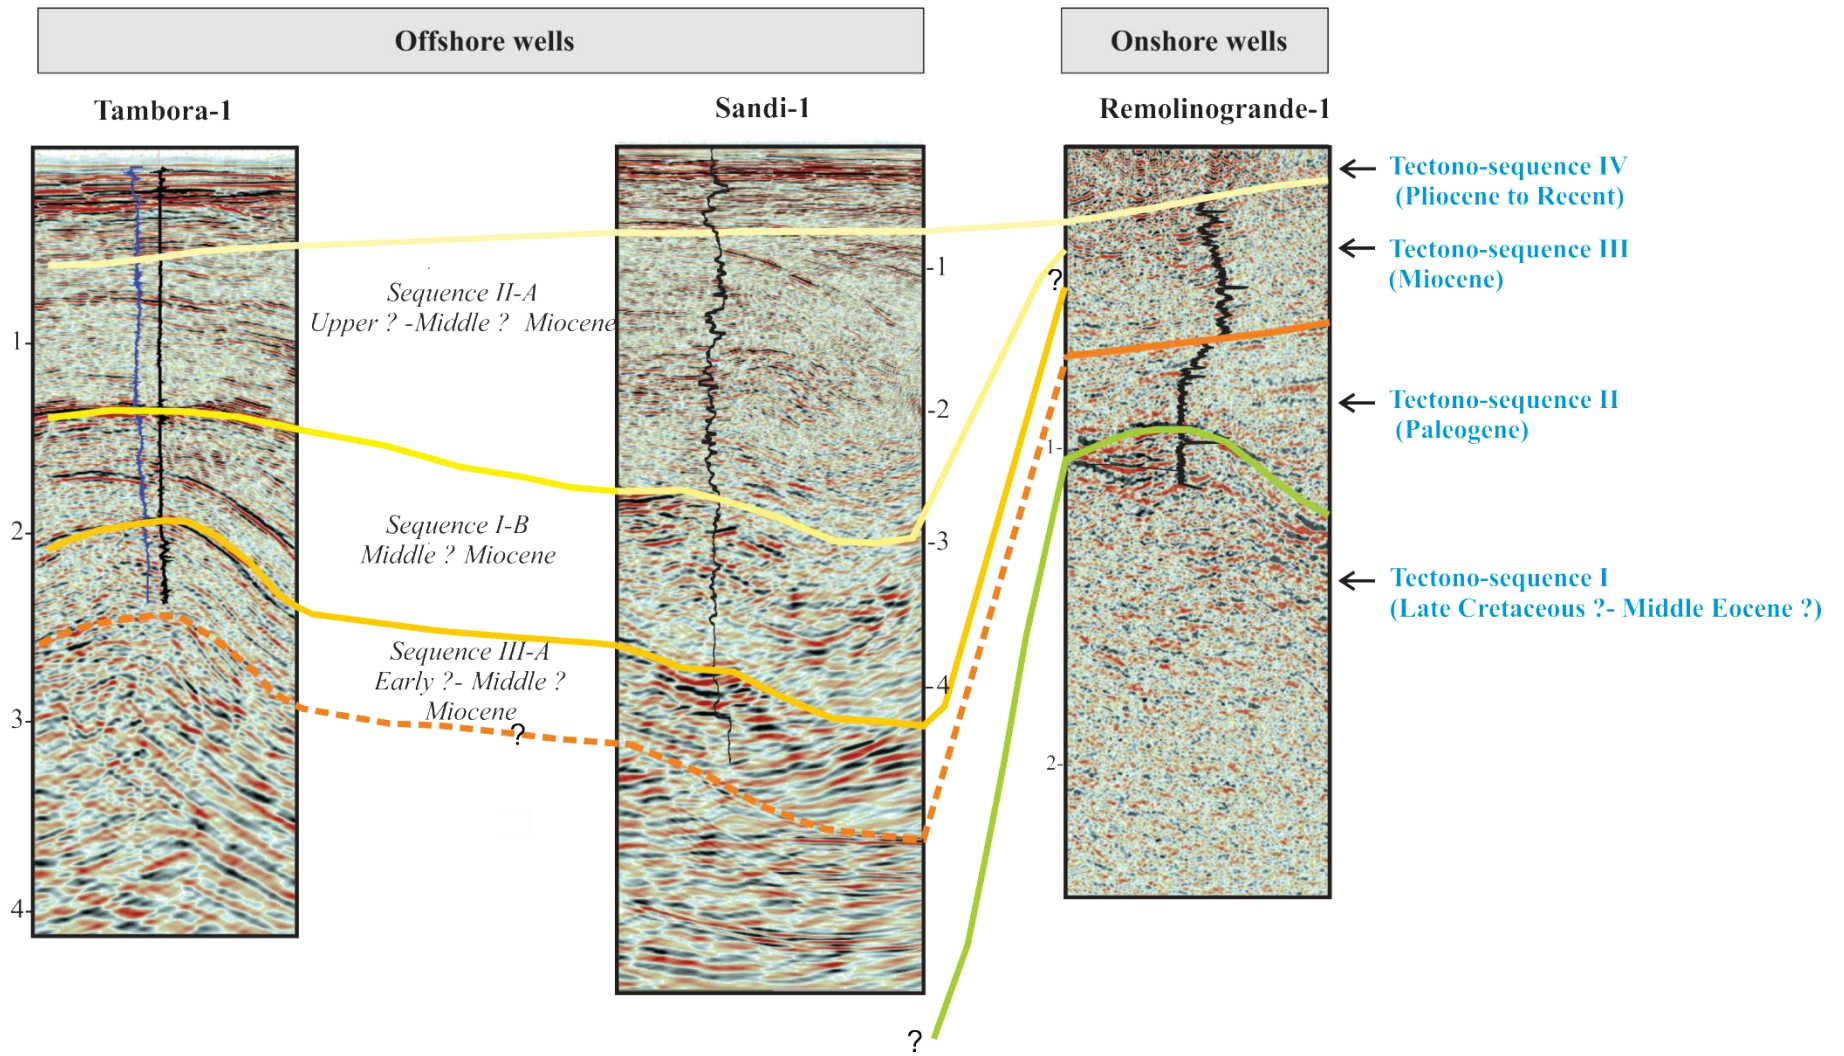 Offshore wells
Onshore wells
Tambora-1
Sandi-1
Remolinogrande-1
Tectono-sequence IV
(Pliocene to Recent)
Tectono-sequence III
(Miocene)
Tectono-sequence II
(Paleogene)
Tectono-sequence I
(Late Cretaceous ?- Middle Eocene ?)
Sequence II-A
Upper ? -Middle ? Miocene
Sequence I-B
Middle ? Miocene
Sequence III-A
Early ?- Middle ?
Miocene
?
?
?
1-
2-
3-
4-
-1
-2
-3
-4
1-
2-